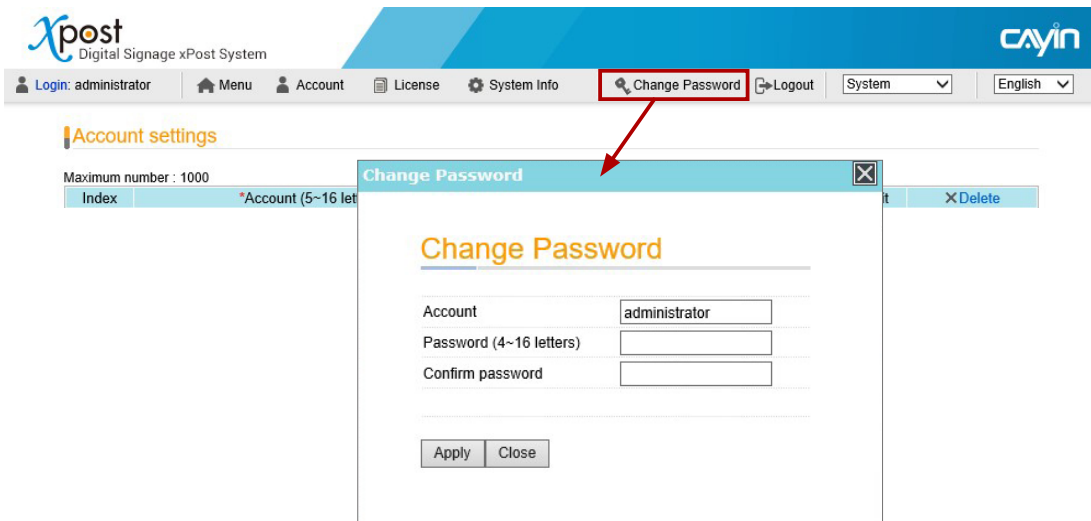 xpost
Digital Signage xPost System
CAYIN
Login: administrator Menu Account License System Info Change Password Logout System English
Account settings
Maximum number : 1000
Index *Account (5~16 let it Delete
Change Password
Change Password
Account administrator
Password (4~16 letters)
Confirm password
Apply Close